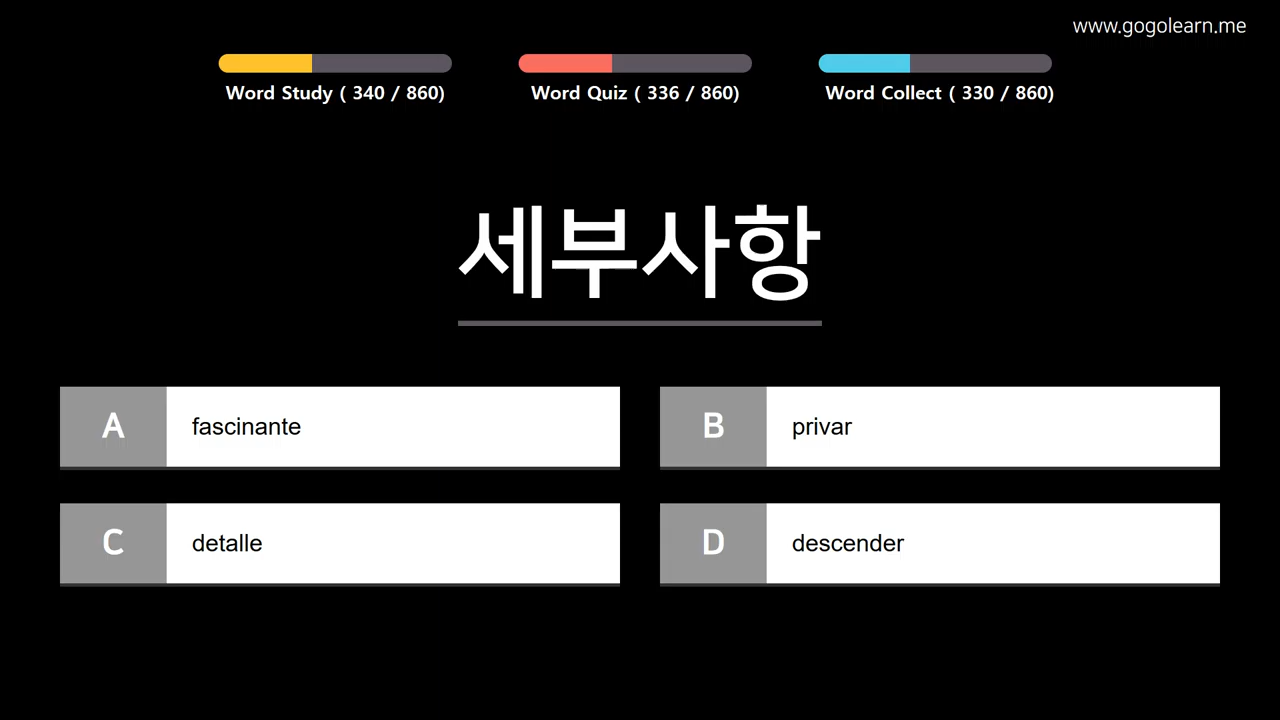 www.gogolearn.me
Word Study ( 340 / 860)
Word Quiz ( 336 / 860)
Word Collect ( 330 / 860)
세부사항
A
fascinante
B
privar
C
detalle
D
descender